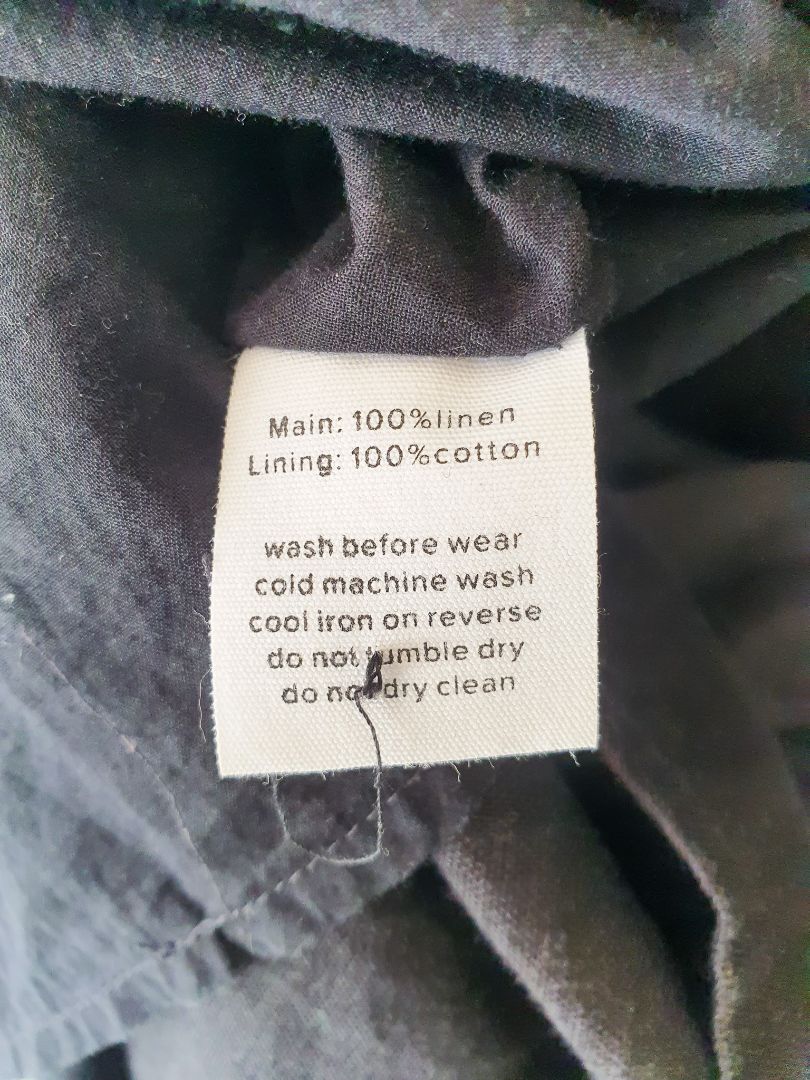 Main: 100%linen
Lining: 100%cotton
wash before wear
cold machine wash
cool iron on reverse
do not tumble dry
do not dry clean